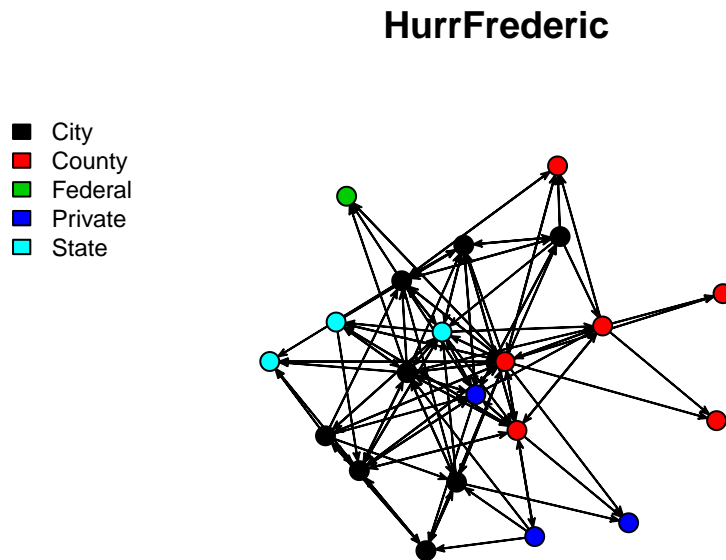 HurrFrederic
City
County
Federal
Private
State